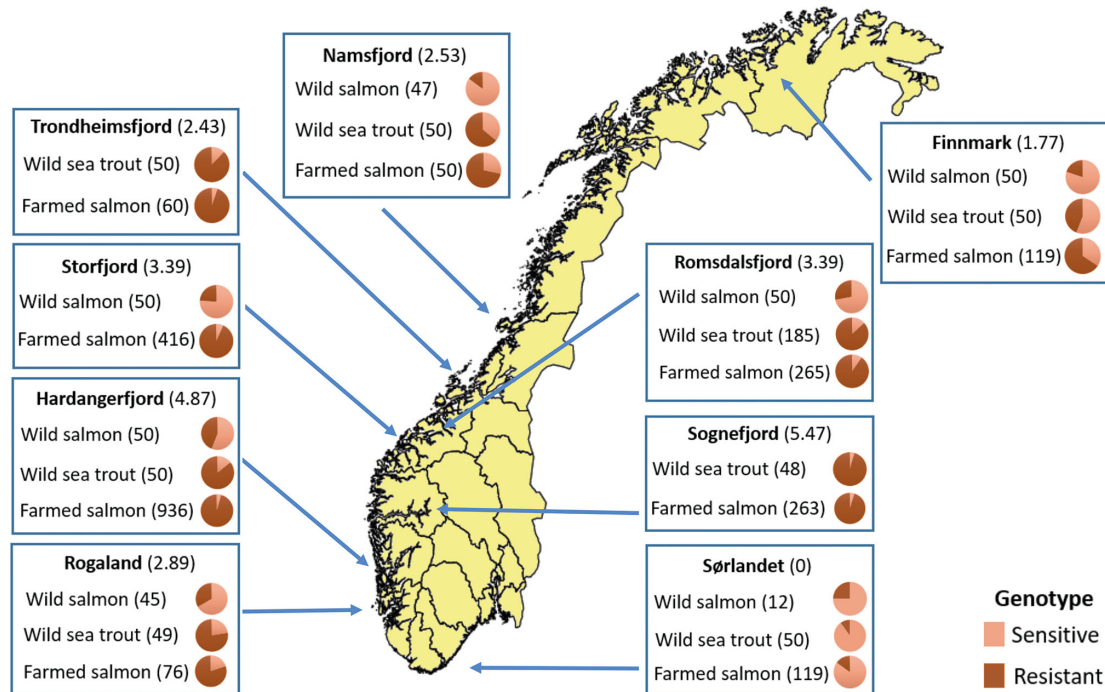 Namsfjord (2.53)
Wild salmon (47)
Wild sea trout (50)
Farmed salmon (50)
Trondheimsfjord (2.43)
Wild sea trout (50)
Farmed salmon (60)
Finnmark (1.77)
Wild salmon (50)
Wild sea trout (50)
Farmed salmon (119)
Storfjord (3.39)
Wild salmon (50)
Farmed salmon (416)
Romsdalsfjord (3.39)
Wild salmon (50)
Wild sea trout (185)
Farmed salmon (265)
Hardangerfjord (4.87)
Wild salmon (50)
Wild sea trout (50)
Farmed salmon (936)
Sognefjord (5.47)
Wild sea trout (48)
Farmed salmon (263)
Rogaland (2.89)
Wild salmon (45)
Wild sea trout (49)
Farmed salmon (76)
Sørlandet (0)
Wild salmon (12)
Wild sea trout (50)
Farmed salmon (119)
Genotype
Sensitive
Resistant